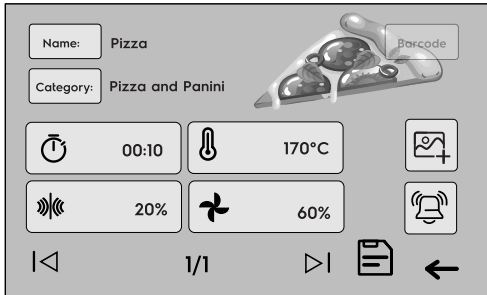 Name: Pizza
Barcode
Category: Pizza and Panini
00:10
170°C
20%
60%
1/1